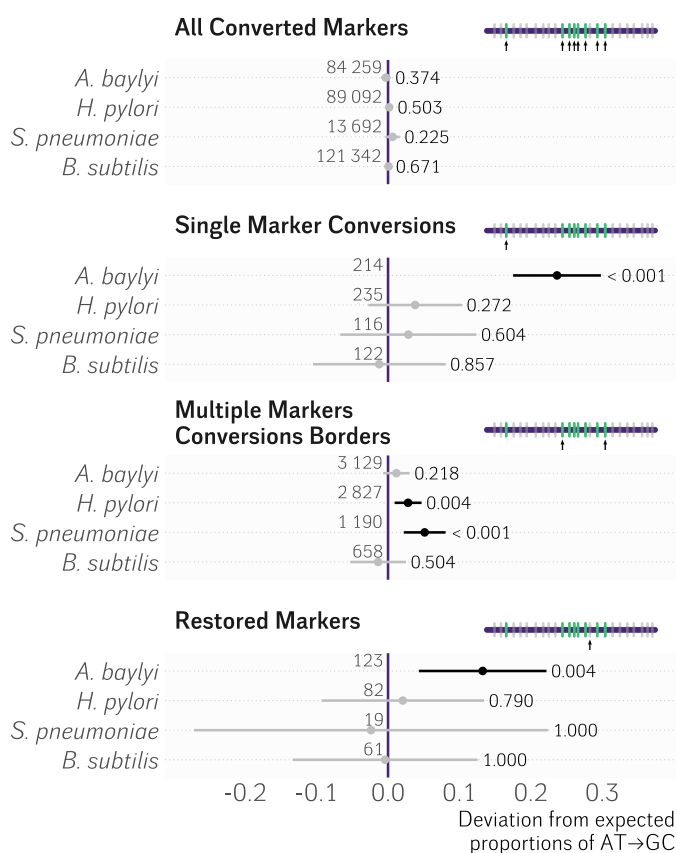 All Converted Markers
A. baylyi 84 259 0.374
H. pylori 89 092 0.503
S. pneumoniae 13 692 0.225
B. subtilis 121 342 0.671
Single Marker Conversions
A. baylyi 214 < 0.001
H. pylori 235 0.272
S. pneumoniae 116 0.604
B. subtilis 122 0.857
Multiple Markers
Conversions Borders
A. baylyi 3 129 0.218
H. pylori 2 827 0.004
S. pneumoniae 1 190 < 0.001
B. subtilis 658 0.504
Restored Markers
A. baylyi 123 0.004
H. pylori 82 0.790
S. pneumoniae 19 1.000
B. subtilis 61 1.000
-0.2 -0.1 0.0 0.1 0.2 0.3
Deviation from expected
proportions of AT→GC